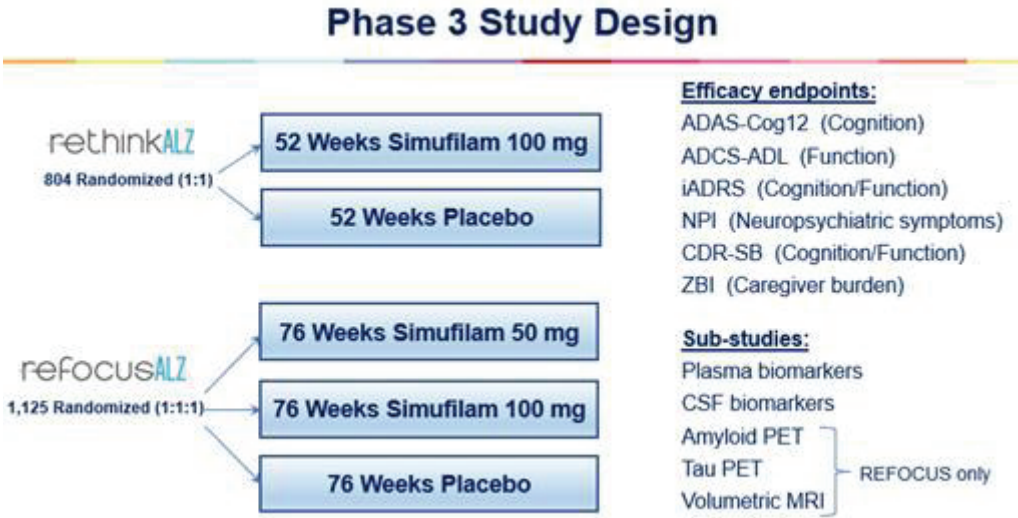 Phase 3 Study Design
rethinkALZ
804 Randomized (1:1)
52 Weeks Simufilam 100 mg
52 Weeks Placebo
refocusALZ
1,125 Randomized (1:1:1)
76 Weeks Simufilam 50 mg
76 Weeks Simufilam 100 mg
76 Weeks Placebo
Efficacy endpoints:
ADAS-Cog12 (Cognition)
ADCS-ADL (Function)
iADRS (Cognition/Function)
NPI (Neuropsychiatric symptoms)
CDR-SB (Cognition/Function)
ZBI (Caregiver burden)
Sub-studies:
Plasma biomarkers
CSF biomarkers
Amyloid PET
Tau PET
Volumetric MRI
REFOCUS only